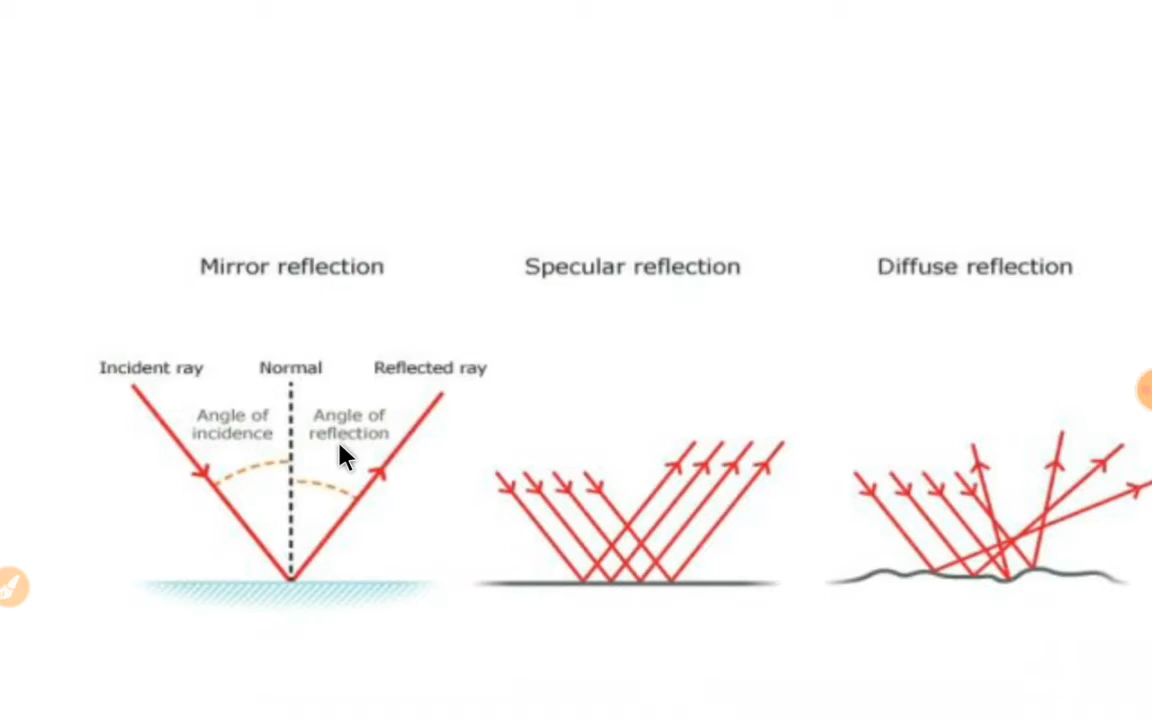 Mirror reflection
Specular reflection
Diffuse reflection
Incident ray
Normal
Reflected ray
Angle of
incidence
Angle of
reflection